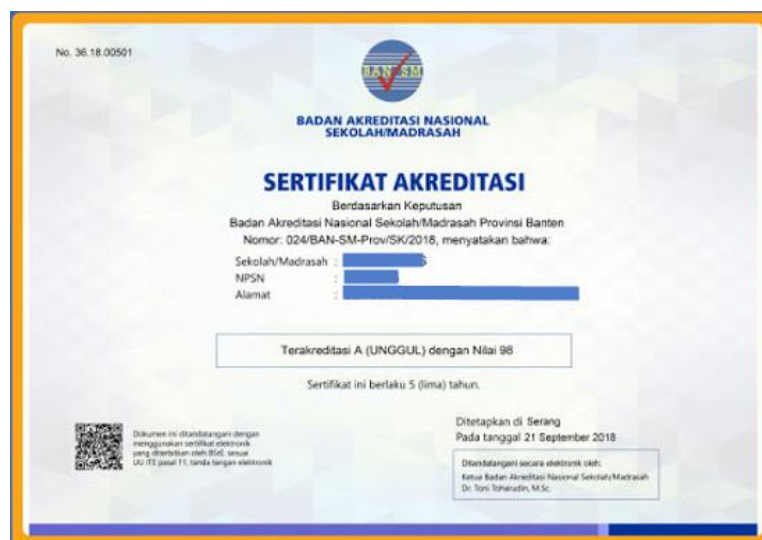 No. 36.18.00501
BAN SM
BADAN AKREDITASI NASIONAL
SEKOLAH/MADRASAH
SERTIFIKAT AKREDITASI
Berdasarkan Keputusan
Badan Akreditasi Nasional Sekolah/Madrasah Provinsi Banten
Nomor: 024/BAN-SM-Prov/SK/2018, menyatakan bahwa:
Sekolah/Madrasah :
NPSN :
Alamat :
Terakreditasi A (UNGGUL) dengan Nilai 98
Sertifikat ini berlaku 5 (lima) tahun.
Dokumen ini ditandatangani dengan
menggunakan sertifikat elektronik
yang diterbitkan oleh BSrE sesuai
UU ITE pasal 11, tanda tangan elektronik
Ditetapkan di Serang
Pada tanggal 21 September 2018
Ditandatangani secara elektronik oleh:
Ketua Badan Akreditasi Nasional Sekolah/Madrasah
Dr. Toni Toharudin, M.Sc.